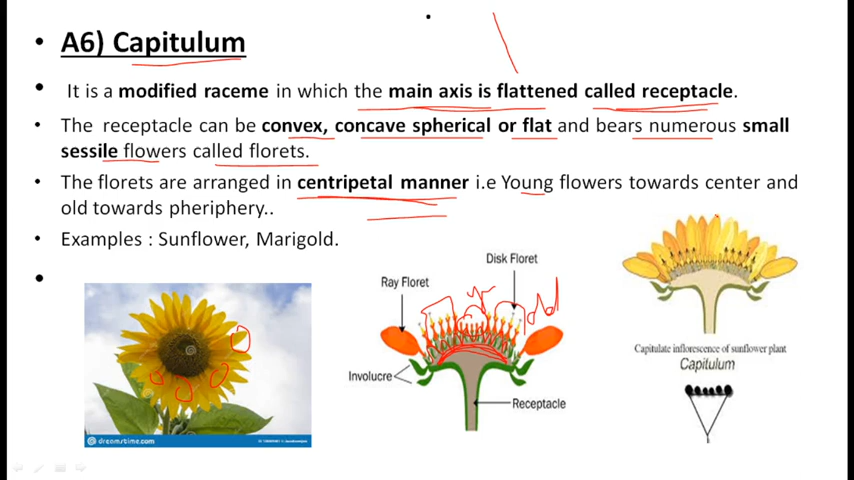 • A6) Capitulum
• It is a modified raceme in which the main axis is flattened called receptacle.
• The receptacle can be convex, concave spherical or flat and bears numerous small
sessile flowers called florets.
• The florets are arranged in centripetal manner i.e Young flowers towards center and
old towards pheriphery..
• Examples : Sunflower, Marigold.
Disk Floret
Ray Floret
old
Involucre
Receptacle
Capitulate inflorescence of sunflower plant
Capitulum
dreamstime.com